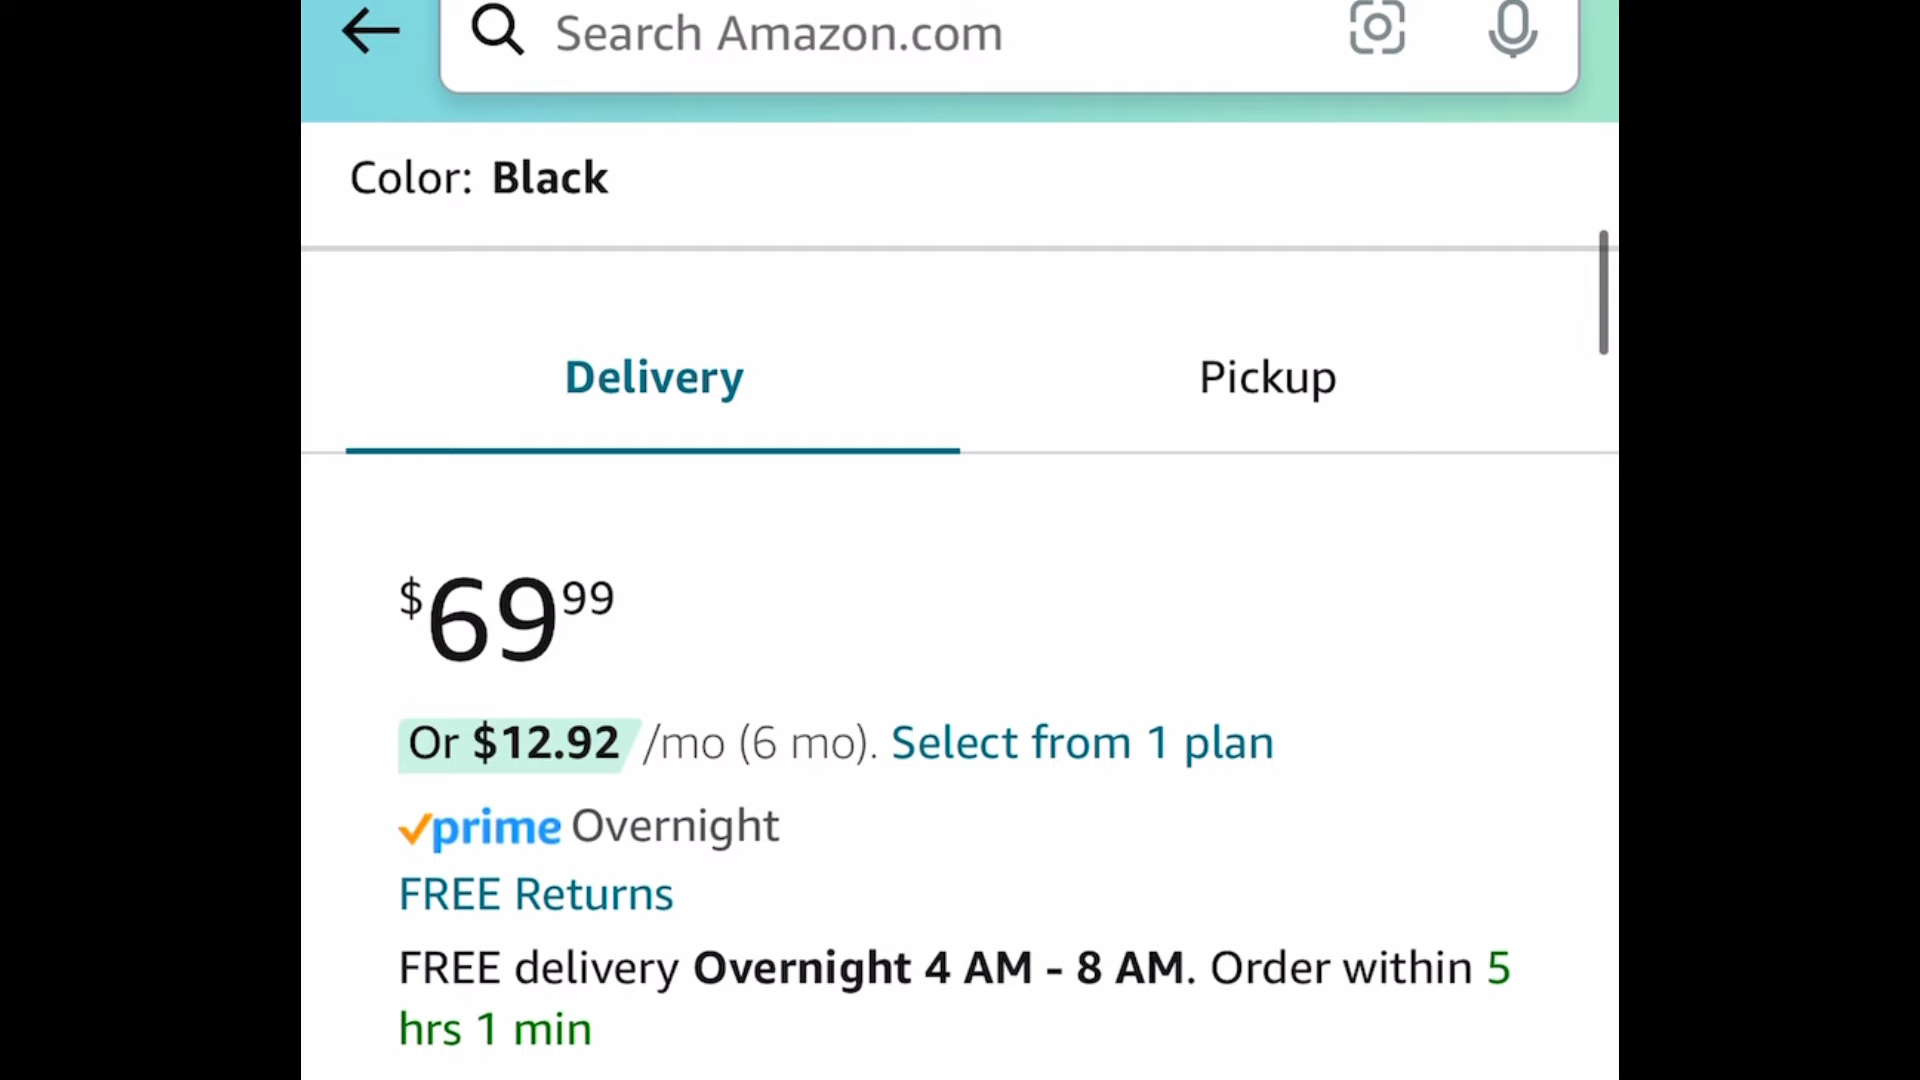 Search Amazon.com
Color: Black
Delivery
Pickup
$69.99
Or $12.92 /mo (6 mo). Select from 1 plan
prime Overnight
FREE Returns
FREE delivery Overnight 4 AM - 8 AM. Order within 5
hrs 1 min